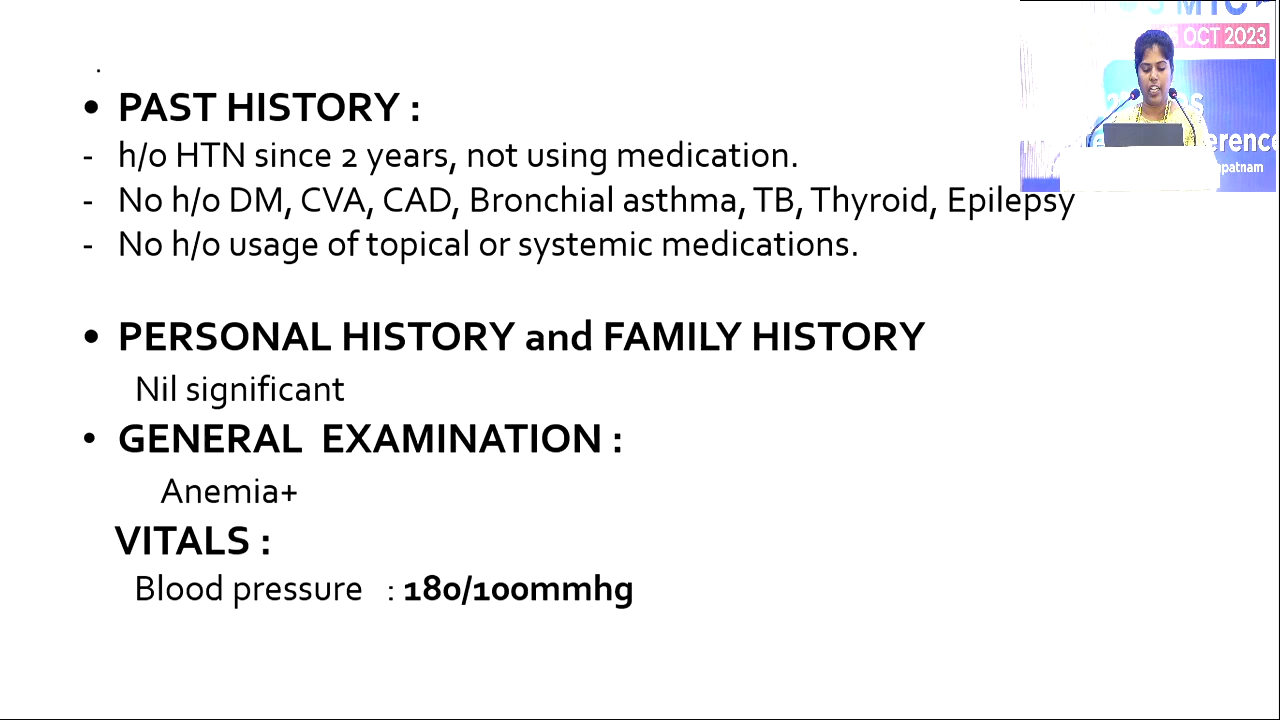 MTC
OCT 2023
.
• PAST HISTORY :
- h/o HTN since 2 years, not using medication.
- No h/o DM, CVA, CAD, Bronchial asthma, TB, Thyroid, Epilepsy
- No h/o usage of topical or systemic medications.
• PERSONAL HISTORY and FAMILY HISTORY
Nil significant
• GENERAL EXAMINATION :
Anemia+
VITALS :
Blood pressure : 180/100mmhg